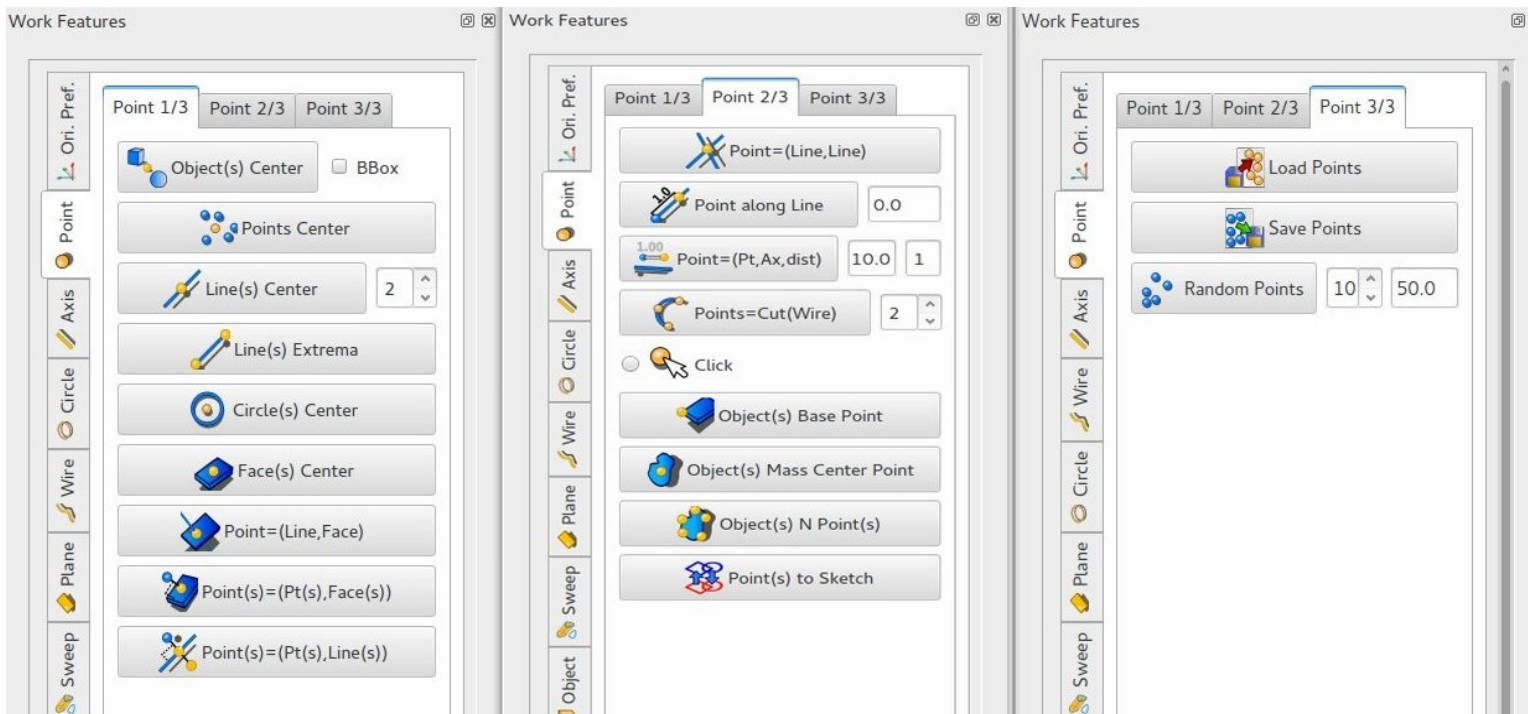 Work Features
Ori. Pref.
Point
Axis
Circle
Wire
Plane
Sweep
Point 1/3 Point 2/3 Point 3/3
Object(s) Center BBox
Points Center
Line(s) Center 2
Line(s) Extrema
Circle(s) Center
Face(s) Center
Point=(Line,Face)
Point(s)=(Pt(s),Face(s))
Point(s)=(Pt(s),Line(s))
Work Features
Ori. Pref.
Point
Axis
Circle
Wire
Plane
Sweep
Object
Point 1/3 Point 2/3 Point 3/3
Point=(Line,Line)
1.0 Point along Line 0.0
1.00 Point=(Pt,Ax,dist) 10.0 1
Points=Cut(Wire) 2
Click
Object(s) Base Point
Object(s) Mass Center Point
Object(s) N Point(s)
Point(s) to Sketch
Work Features
Ori. Pref.
Point
Axis
Wire
Circle
Plane
Sweep
Point 1/3 Point 2/3 Point 3/3
Load Points
Save Points
Random Points 10 50.0